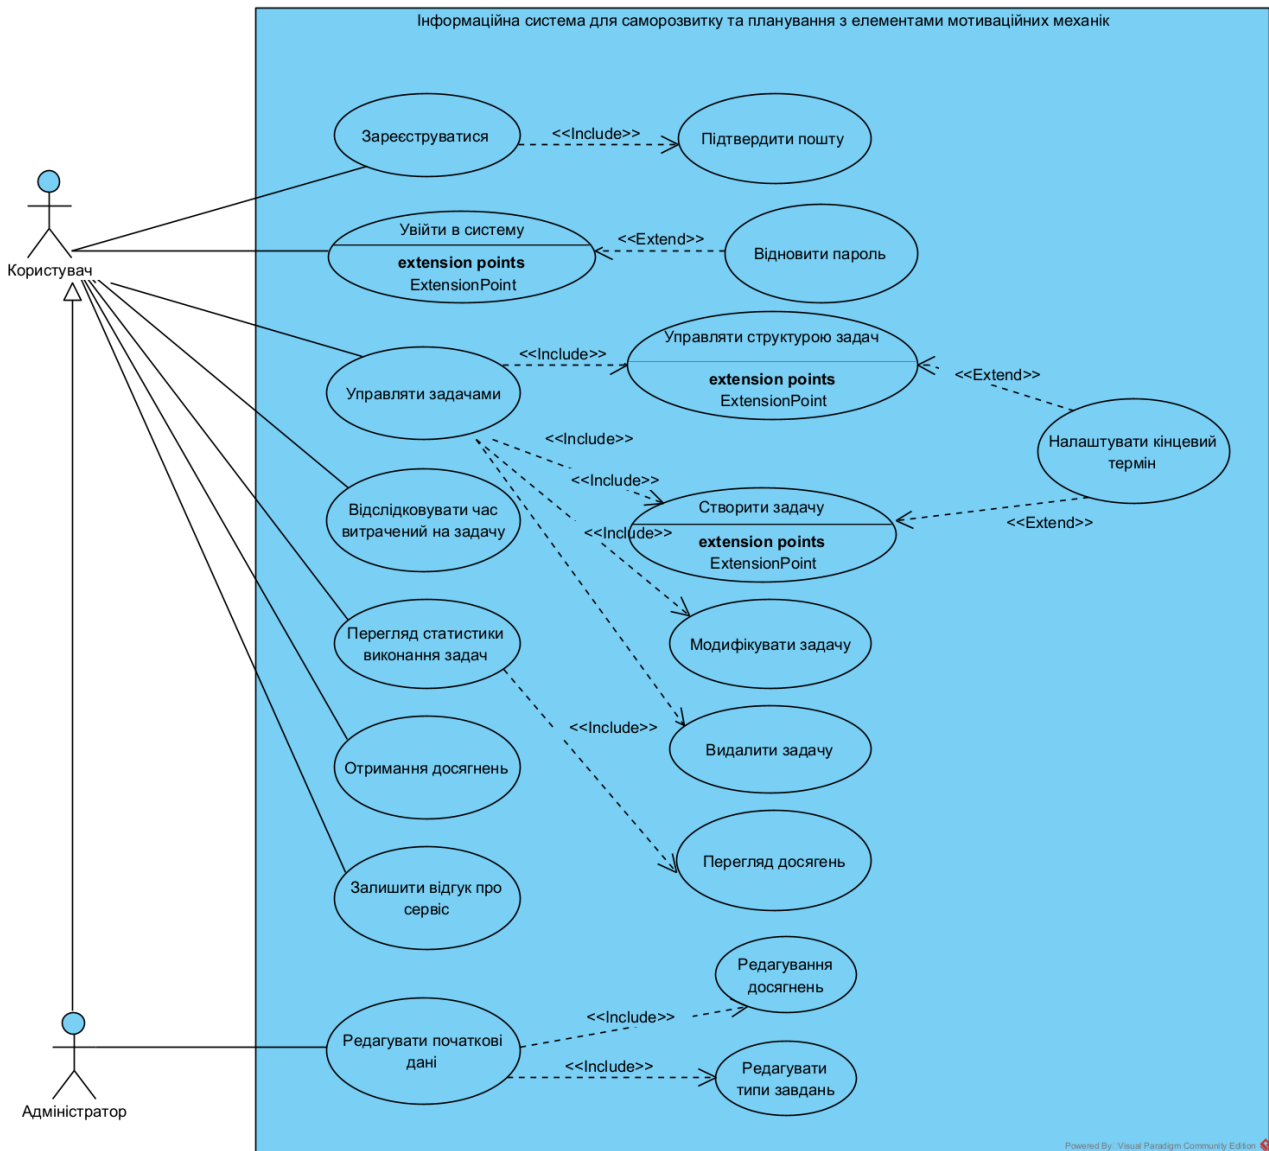 Інформаційна система для саморозвитку та планування з елементами мотиваційних механік
Зареєструватися
<<Include>>
Підтвердити пошту
Користувач
Увійти в систему
extension points
ExtensionPoint
<<Extend>>
Відновити пароль
Управляти задачами
<<Include>>
Управляти структурою задач
extension points
ExtensionPoint
<<Extend>>
Налаштувати кінцевий
термін
<<Include>>
<<Include>>
<<Include>>
Створити задачу
extension points
ExtensionPoint
<<Extend>>
Відслідковувати час
витрачений на задачу
Модифікувати задачу
Перегляд статистики
виконання задач
<<Include>>
Видалити задачу
Отримання досягнень
Перегляд досягень
Залишити відгук про
сервіс
Редагування
досягнень
<<Include>>
Редагувати початкові
дані
<<Include>>
Редагувати
типи завдань
Адміністратор
Powered By: Visual Paradigm Community Edition